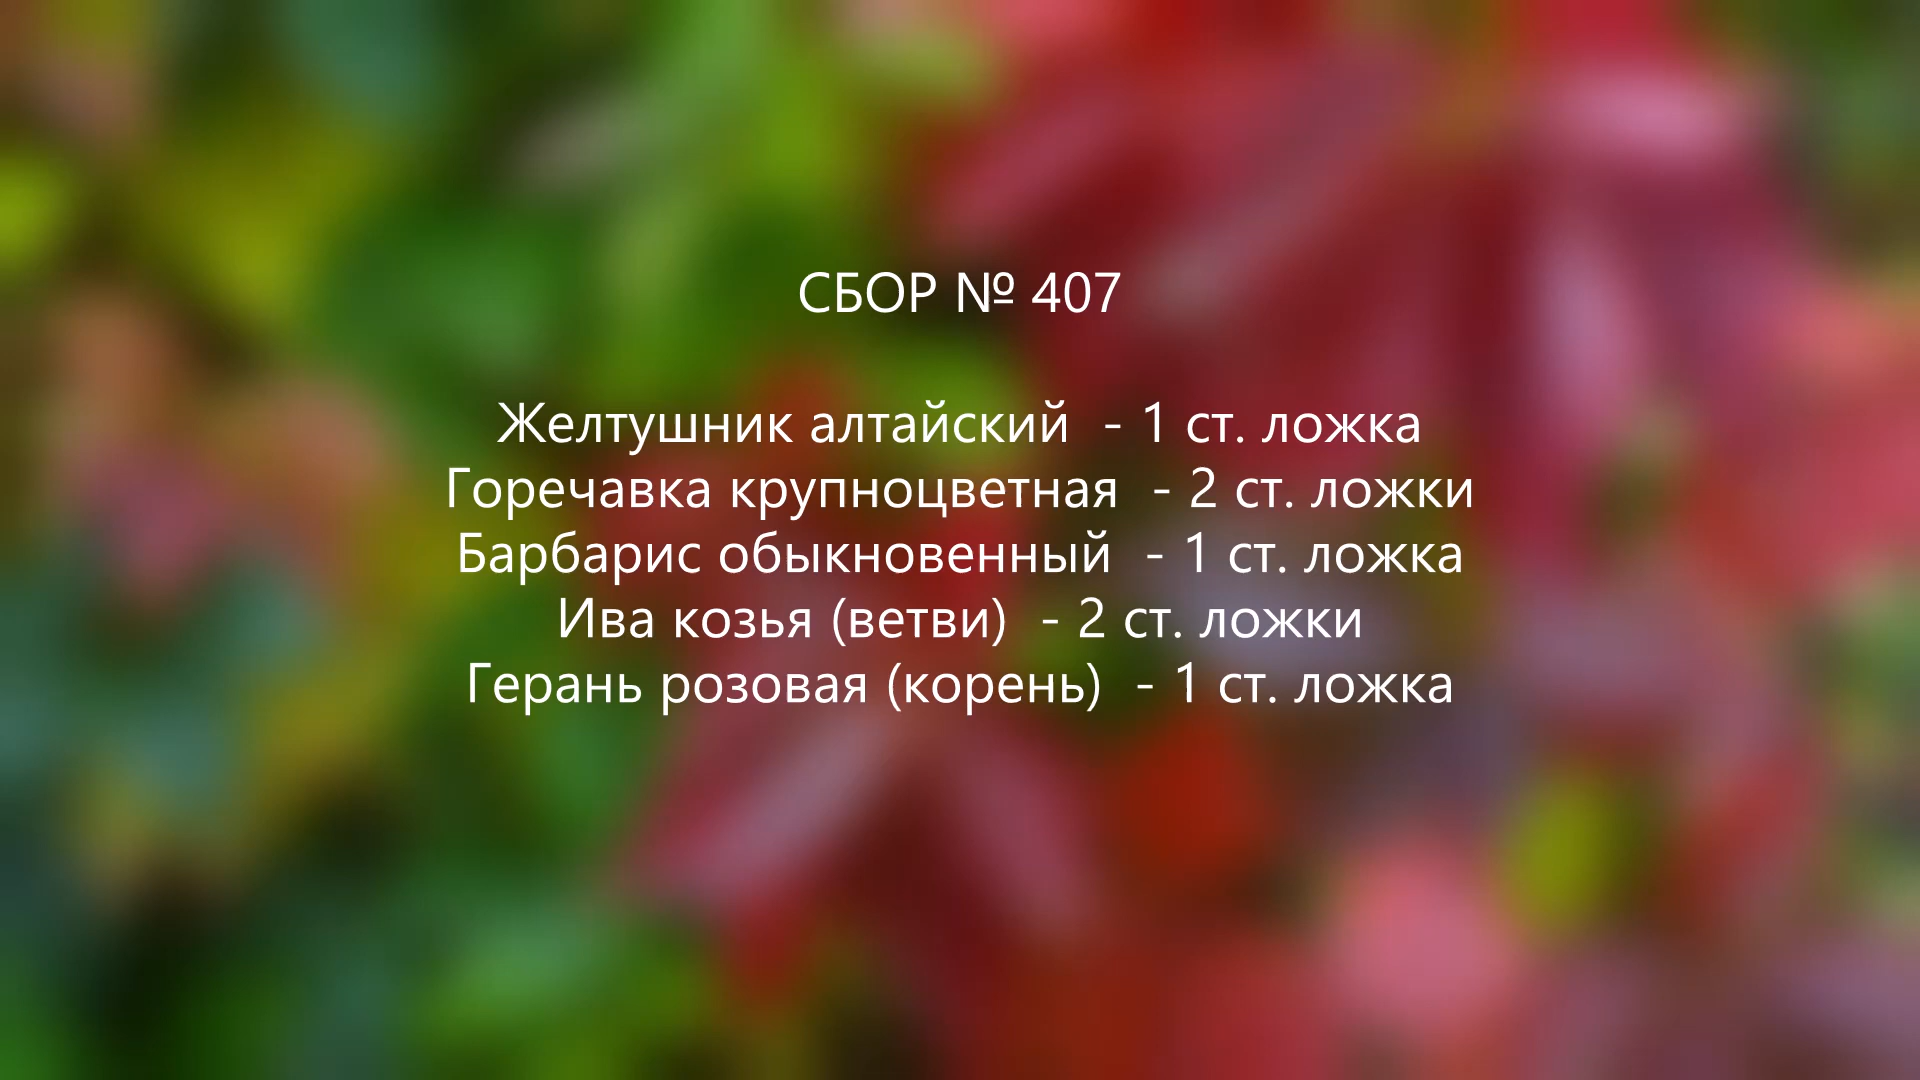 СБОР № 407
Желтушник алтайский - 1 ст. ложка
Горечавка крупноцветная - 2 ст. ложки
Барбарис обыкновенный - 1 ст. ложка
Ива козья (ветви) - 2 ст. ложки
Герань розовая (корень) - 1 ст. ложка